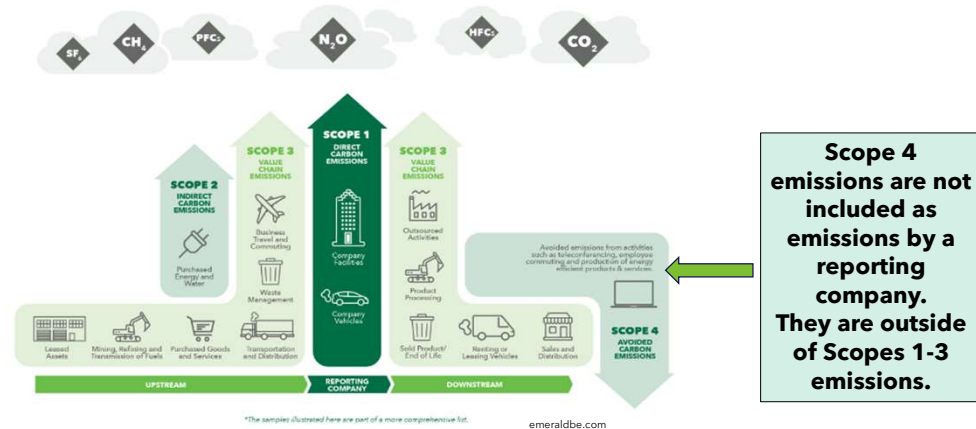 SF6
CH4
PFCs
N2O
HFCs
CO2
SCOPE 1
DIRECT
CARBON
EMISSIONS
Company
Facilities
Company
Vehicles
SCOPE 2
INDIRECT
CARBON
EMISSIONS
Purchased
Energy and
Water
SCOPE 3
VALUE
CHAIN
EMISSIONS
Business
Travel and
Commuting
Waste
Management
SCOPE 3
VALUE
CHAIN
EMISSIONS
Outsourced
Activities
Product
Processing
Avoided emissions from activities
such as teleconferencing, employee
commuting and production of energy
efficient products & services.
SCOPE 4
AVOIDED
CARBON
EMISSIONS
Leased
Assets
Mining, Refining and
Transmission of Fuels
Purchased Goods
and Services
Transportation
and Distribution
Sold Product/
End of Life
Renting or
Leasing Vehicles
Sales and
Distribution
UPSTREAM
REPORTING
COMPANY
DOWNSTREAM
*The samples illustrated here are part of a more comprehensive list.
emeraldbe.com
Scope 4
emissions are not
included as
emissions by a
reporting
company.
They are outside
of Scopes 1-3
emissions.